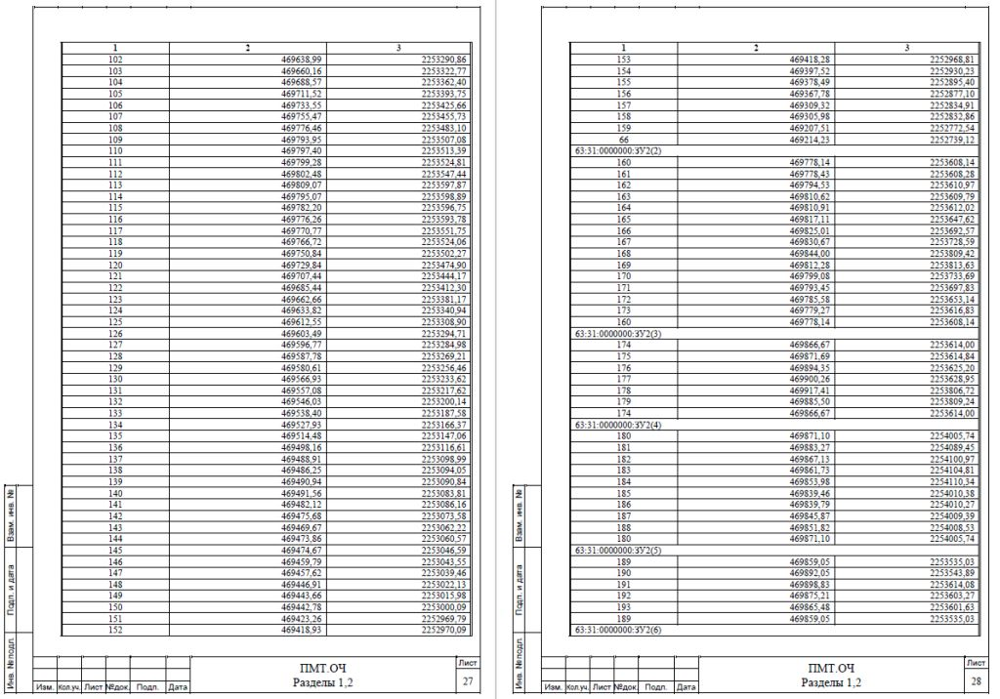 1 2 3
102 469638,99 2253290,86
103 469660,16 2253322,77
104 469688,57 2253362,40
105 469711,52 2253393,75
106 469733,55 2253425,66
107 469755,47 2253455,73
108 469776,46 2253483,10
109 469793,95 2253507,08
110 469797,40 2253513,39
111 469799,28 2253524,81
112 469802,48 2253547,44
113 469809,07 2253597,87
114 469795,07 2253598,89
115 469782,20 2253596,75
116 469776,26 2253593,78
117 469770,77 2253551,75
118 469766,72 2253524,06
119 469750,84 2253502,27
120 469729,84 2253474,90
121 469707,44 2253444,17
122 469685,44 2253412,30
123 469662,66 2253381,17
124 469633,82 2253340,94
125 469612,55 2253308,90
126 469603,49 2253294,71
127 469596,77 2253284,98
128 469587,78 2253269,21
129 469580,61 2253256,46
130 469566,93 2253233,62
131 469557,08 2253217,62
132 469546,03 2253200,14
133 469538,40 2253187,58
134 469527,93 2253166,37
135 469514,48 2253147,06
136 469498,16 2253116,61
137 469488,91 2253098,99
138 469486,25 2253094,05
139 469490,94 2253090,84
140 469491,56 2253083,81
141 469482,12 2253086,16
142 469475,68 2253073,58
143 469469,67 2253062,22
144 469473,86 2253060,57
145 469474,67 2253046,59
146 469459,79 2253043,55
147 469457,62 2253039,46
148 469446,91 2253022,13
149 469443,66 2253015,98
150 469442,78 2253000,09
151 469423,26 2252969,79
152 469418,93 2252970,09
Взам. инв. №
Подп. и дата
Инв. №подл.
Изм. Кол.уч. Лист №док. Подп. Дата
ПМТ.ОЧ
Разделы 1,2
Лист
27
1 2 3
153 469418,28 2252968,81
154 469397,52 2252930,23
155 469378,49 2252895,40
156 469367,78 2252877,10
157 469309,32 2252834,91
158 469305,98 2252832,86
159 469207,51 2252772,54
66 469214,23 2252739,12
63:31:0000000:ЗУ2(2)
160 469778,14 2253608,14
161 469778,43 2253608,28
162 469794,53 2253610,97
163 469810,62 2253609,79
164 469810,91 2253612,02
165 469817,11 2253647,62
166 469825,01 2253692,57
167 469830,67 2253728,59
168 469844,00 2253809,42
169 469812,28 2253813,63
170 469799,08 2253733,69
171 469793,45 2253697,83
172 469785,58 2253653,14
173 469779,27 2253616,83
160 469778,14 2253608,14
63:31:0000000:ЗУ2(3)
174 469866,67 2253614,00
175 469871,69 2253614,84
176 469894,35 2253625,20
177 469900,26 2253628,95
178 469917,41 2253806,72
179 469885,50 2253809,24
174 469866,67 2253614,00
63:31:0000000:ЗУ2(4)
180 469871,10 2254005,74
181 469883,27 2254089,45
182 469867,13 2254100,97
183 469861,73 2254104,81
184 469853,98 2254110,34
185 469839,46 2254010,38
186 469839,79 2254010,27
187 469845,87 2254009,39
188 469851,82 2254008,53
180 469871,10 2254005,74
63:31:0000000:ЗУ2(5)
189 469859,05 2253535,03
190 469892,05 2253543,89
191 469898,83 2253614,08
192 469875,21 2253603,27
193 469865,48 2253601,63
189 469859,05 2253535,03
63:31:0000000:ЗУ2(6)
Взам. инв. №
Подп. и дата
Инв. №подл.
Изм. Кол.уч. Лист №док. Подп. Дата
ПМТ.ОЧ
Разделы 1,2
Лист
28